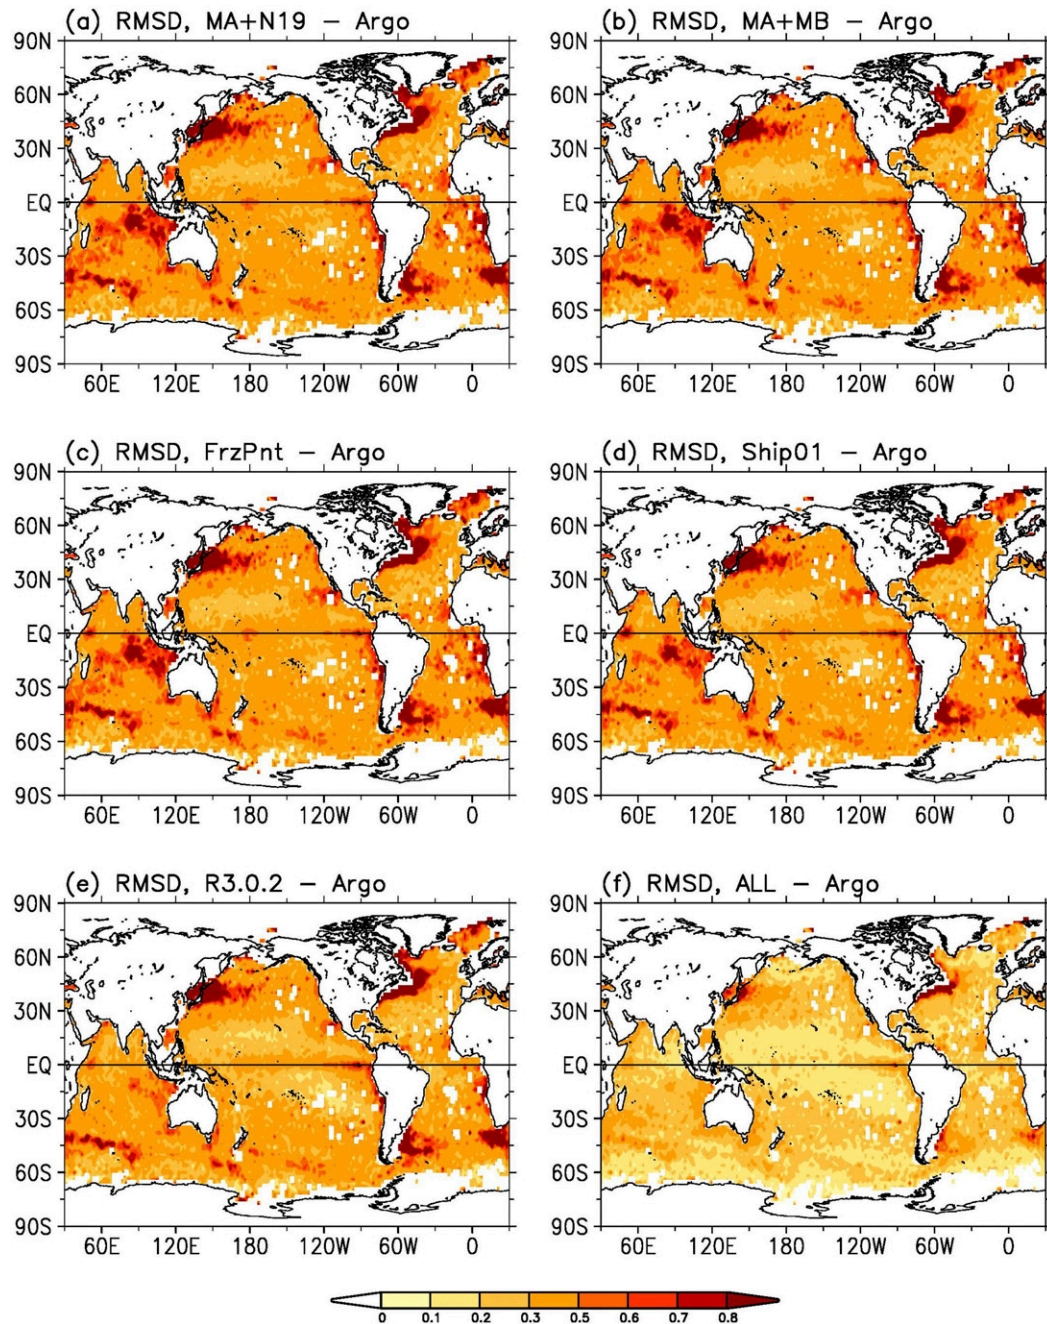 (a) RMSD, MA+N19 – Argo
(b) RMSD, MA+MB – Argo
90N 90N
60N 60N
30N 30N
EQ EQ
30S 30S
60S 60S
90S 90S
60E 120E 180 120W 60W 0 60E 120E 180 120W 60W 0
(c) RMSD, FrzPnt – Argo
(d) RMSD, Ship01 – Argo
90N 90N
60N 60N
30N 30N
EQ EQ
30S 30S
60S 60S
90S 90S
60E 120E 180 120W 60W 0 60E 120E 180 120W 60W 0
(e) RMSD, R3.0.2 – Argo
(f) RMSD, ALL – Argo
90N 90N
60N 60N
30N 30N
EQ EQ
30S 30S
60S 60S
90S 90S
60E 120E 180 120W 60W 0 60E 120E 180 120W 60W 0
0 0.1 0.2 0.3 0.5 0.6 0.7 0.8